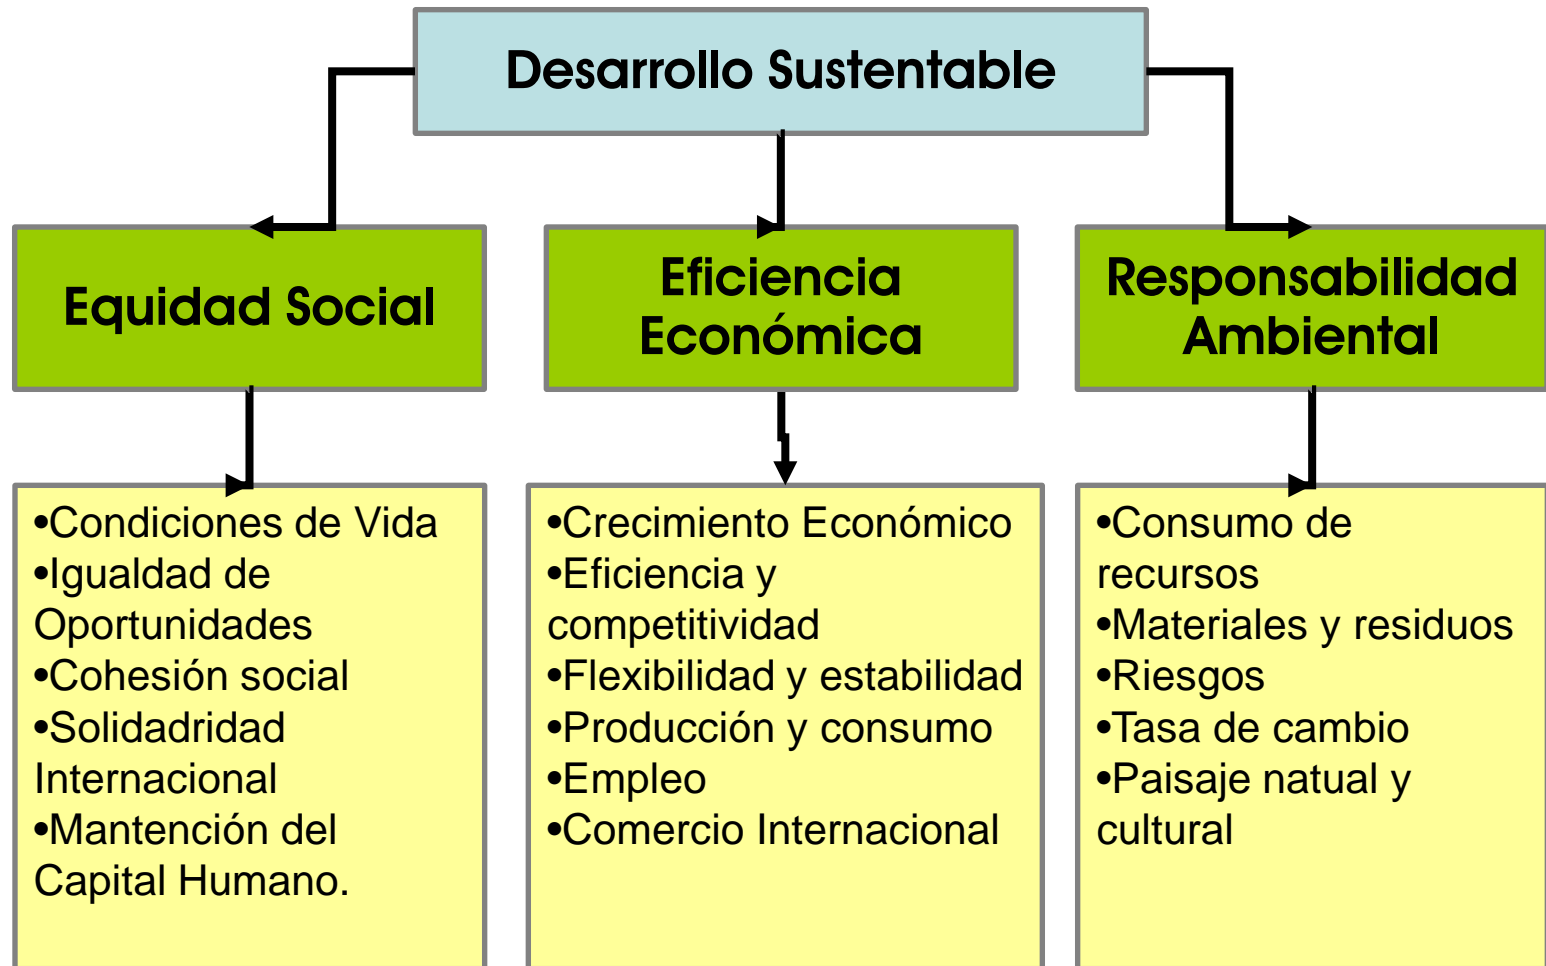 Desarrollo Sustentable
Equidad Social
Eficiencia
Económica
Responsabilidad
Ambiental
•Condiciones de Vida
•Igualdad de
Oportunidades
•Cohesión social
•Solidadridad
Internacional
•Mantención del
Capital Humano.
•Crecimiento Económico
•Eficiencia y
competitividad
•Flexibilidad y estabilidad
•Producción y consumo
•Empleo
•Comercio Internacional
•Consumo de
recursos
•Materiales y residuos
•Riesgos
•Tasa de cambio
•Paisaje natual y
cultural